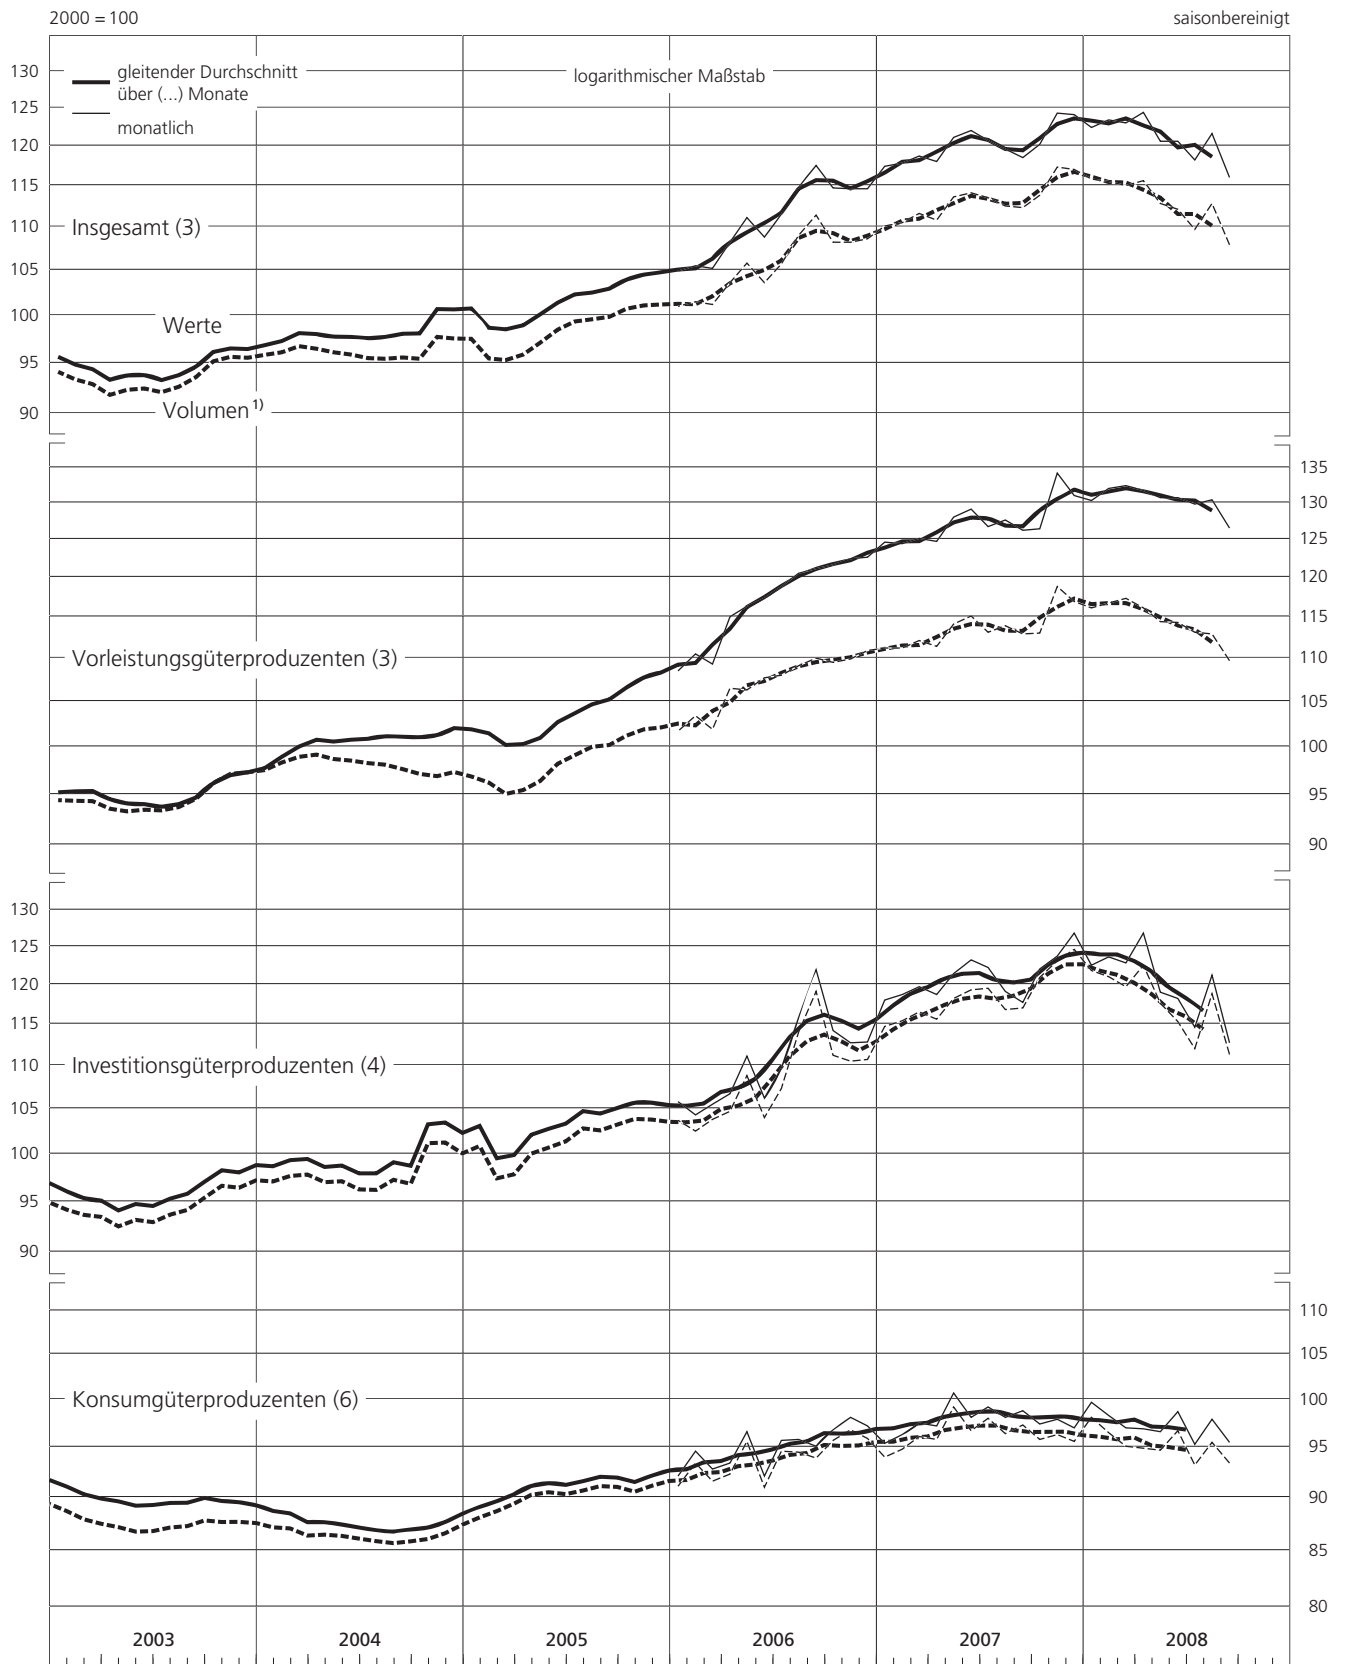 2000 = 100
saisonbereinigt
130
125
120
115
110
105
100
95
90
gleitender Durchschnitt
über (...) Monate
monatlich
logarithmischer Maßstab
Insgesamt (3)
Werte
Volumen 1)
135
130
125
120
115
110
105
100
95
90
Vorleistungsgüterproduzenten (3)
130
125
120
115
110
105
100
95
90
Investitionsgüterproduzenten (4)
110
105
100
95
90
85
80
Konsumgüterproduzenten (6)
2003 2004 2005 2006 2007 2008